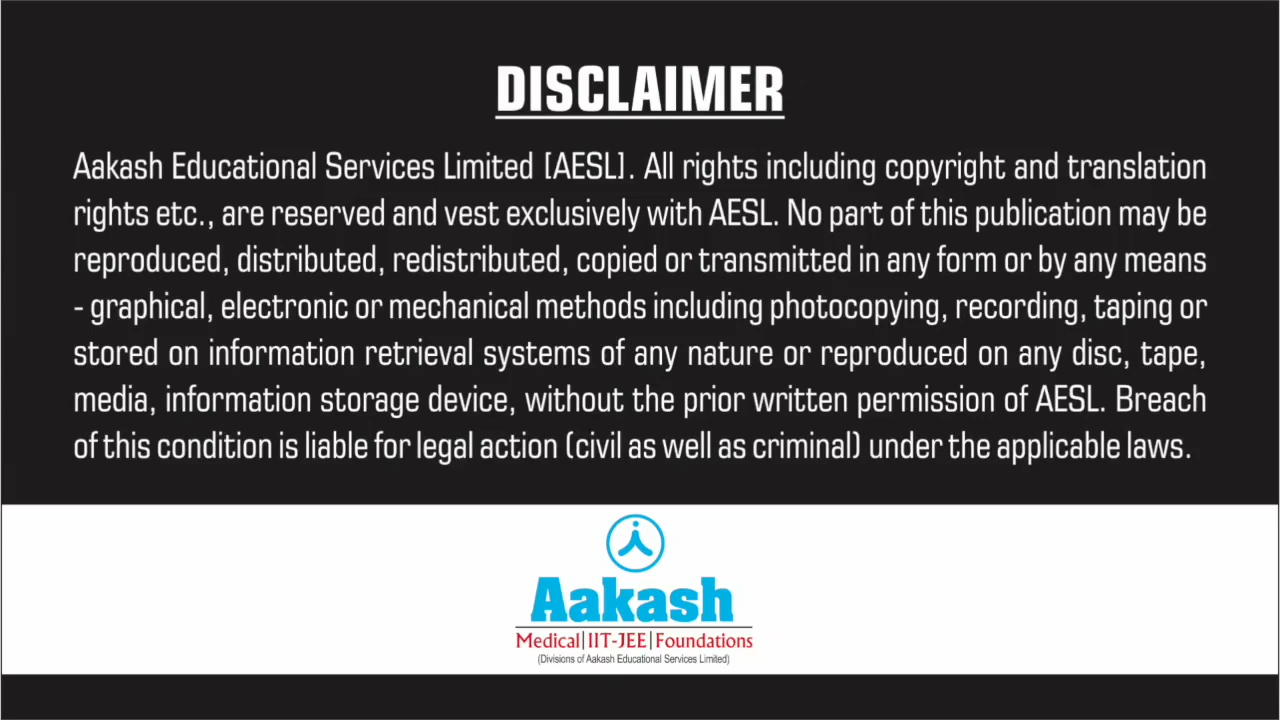 DISCLAIMER
Aakash Educational Services Limited [AESL]. All rights including copyright and translation
rights etc., are reserved and vest exclusively with AESL. No part of this publication may be
reproduced, distributed, redistributed, copied or transmitted in any form or by any means
- graphical, electronic or mechanical methods including photocopying, recording, taping or
stored on information retrieval systems of any nature or reproduced on any disc, tape,
media, information storage device, without the prior written permission of AESL. Breach
of this condition is liable for legal action (civil as well as criminal) under the applicable laws.
Aakash
Medical|IIT-JEE|Foundations
(Divisions of Aakash Educational Services Limited)